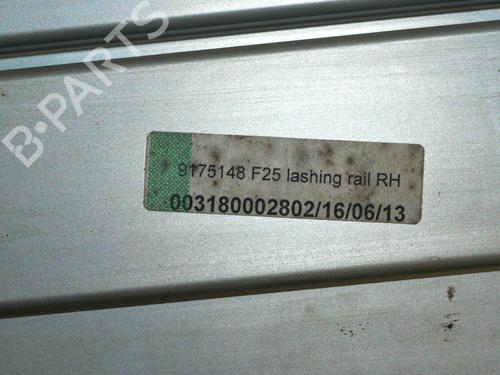 B-PARTS
9175148 F25 lashing rail RH
003180002802/16/06/13